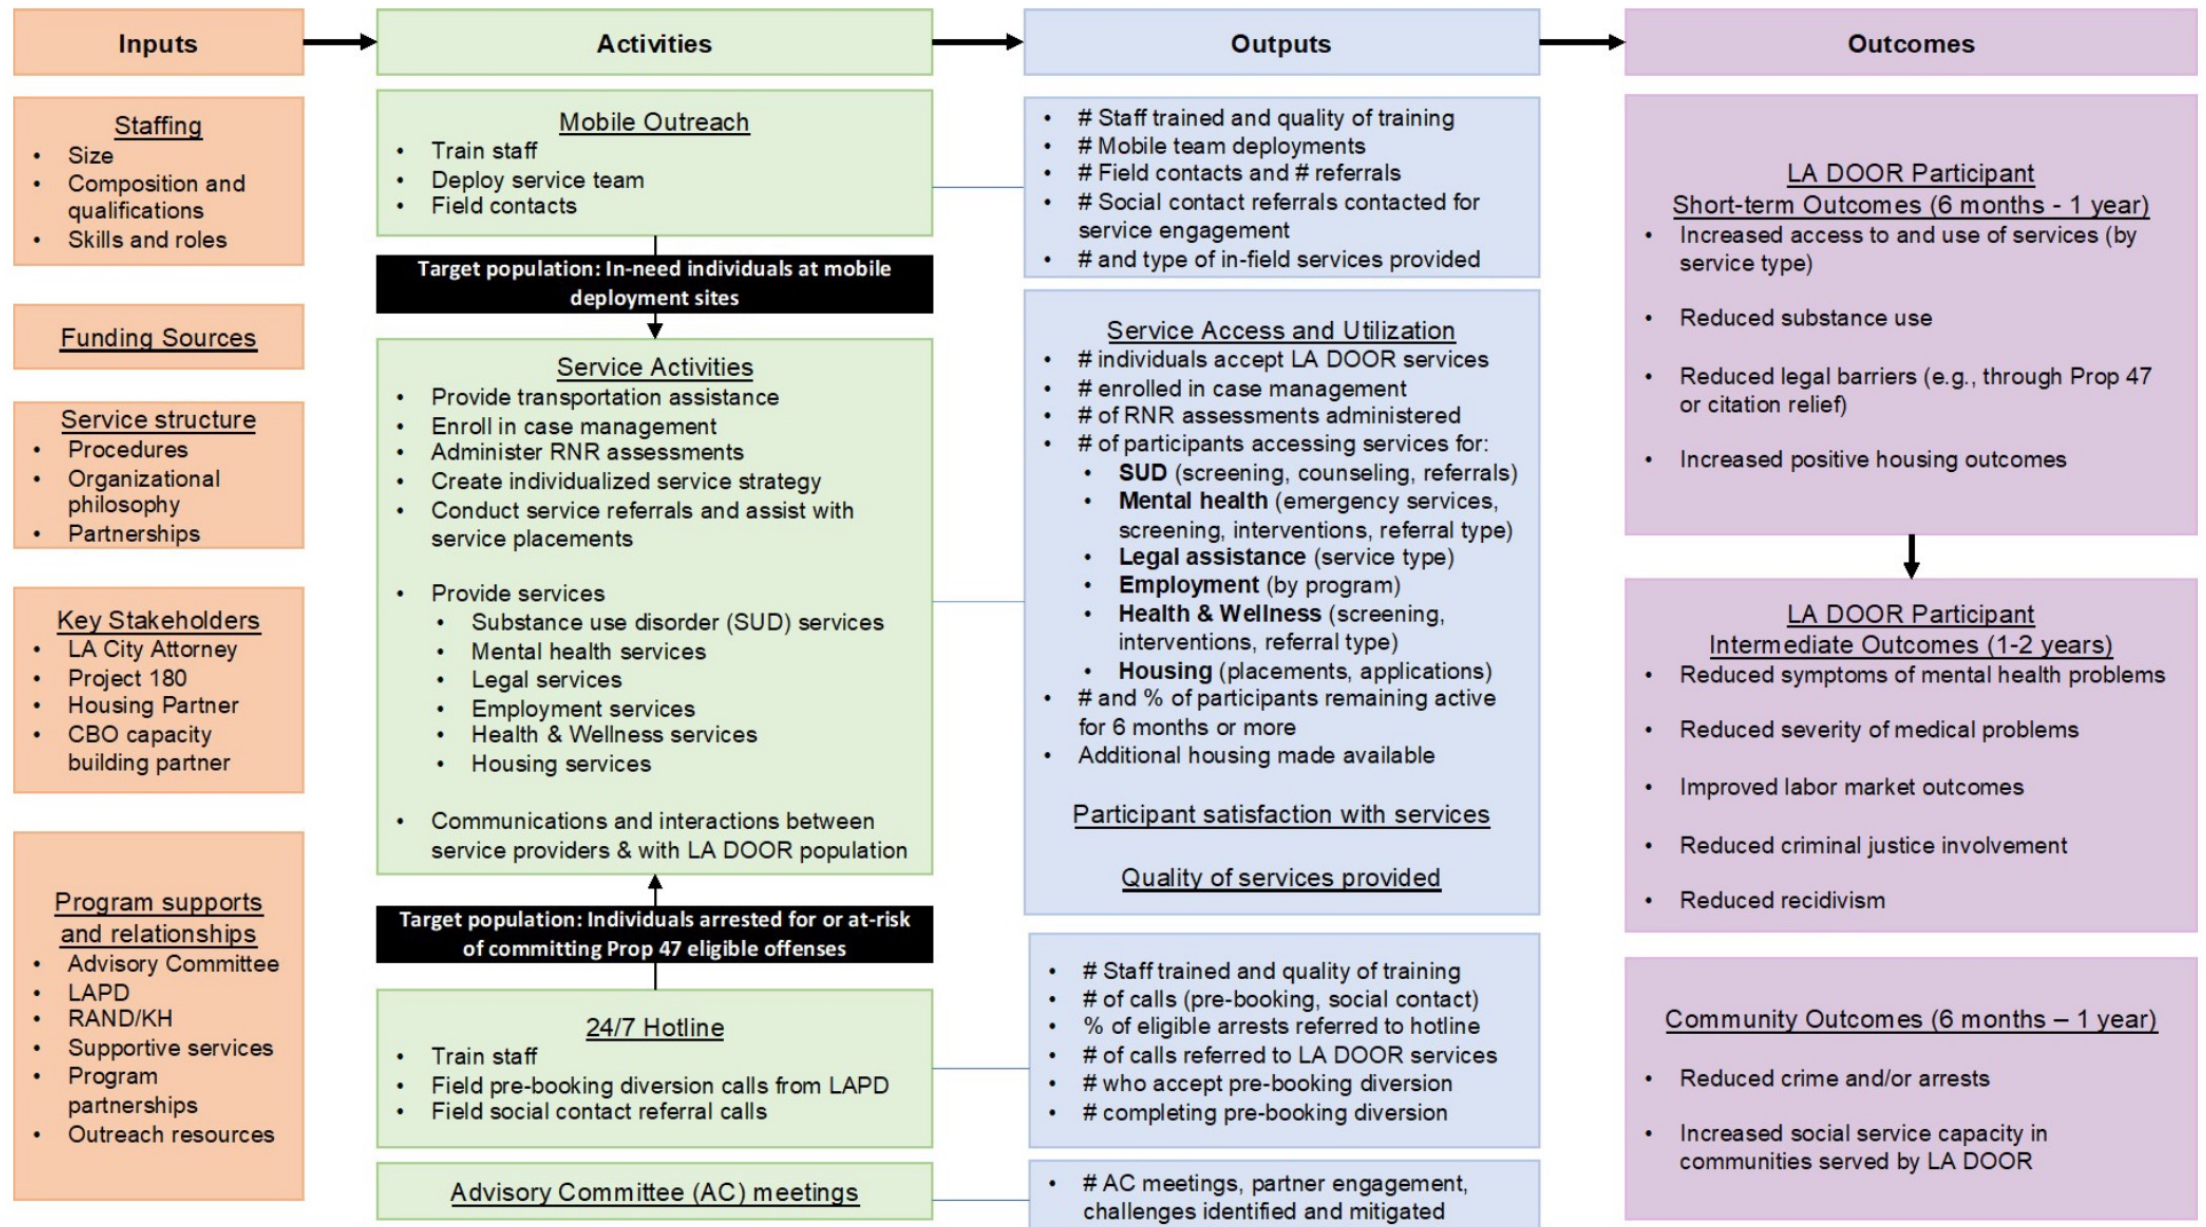 Inputs
Activities
Outputs
Outcomes
Staffing
• Size
• Composition and
qualifications
• Skills and roles
Funding Sources
Service structure
• Procedures
• Organizational
philosophy
• Partnerships
Key Stakeholders
• LA City Attorney
• Project 180
• Housing Partner
• CBO capacity
building partner
Program supports
and relationships
• Advisory Committee
• LAPD
• RAND/KH
• Supportive services
• Program
partnerships
• Outreach resources
Mobile Outreach
• Train staff
• Deploy service team
• Field contacts
Target population: In-need individuals at mobile
deployment sites
Service Activities
• Provide transportation assistance
• Enroll in case management
• Administer RNR assessments
• Create individualized service strategy
• Conduct service referrals and assist with
service placements
• Provide services
• Substance use disorder (SUD) services
• Mental health services
• Legal services
• Employment services
• Health & Wellness services
• Housing services
• Communications and interactions between
service providers & with LA DOOR population
Target population: Individuals arrested for or at-risk
of committing Prop 47 eligible offenses
24/7 Hotline
• Train staff
• Field pre-booking diversion calls from LAPD
• Field social contact referral calls
Advisory Committee (AC) meetings
• # Staff trained and quality of training
• # Mobile team deployments
• # Field contacts and # referrals
• # Social contact referrals contacted for
service engagement
• # and type of in-field services provided
Service Access and Utilization
• # individuals accept LA DOOR services
• # enrolled in case management
• # of RNR assessments administered
• # of participants accessing services for:
• SUD (screening, counseling, referrals)
• Mental health (emergency services,
screening, interventions, referral type)
• Legal assistance (service type)
• Employment (by program)
• Health & Wellness (screening,
interventions, referral type)
• Housing (placements, applications)
• # and % of participants remaining active
for 6 months or more
• Additional housing made available
Participant satisfaction with services
Quality of services provided
• # Staff trained and quality of training
• # of calls (pre-booking, social contact)
• % of eligible arrests referred to hotline
• # of calls referred to LA DOOR services
• # who accept pre-booking diversion
• # completing pre-booking diversion
• # AC meetings, partner engagement,
challenges identified and mitigated
LA DOOR Participant
Short-term Outcomes (6 months - 1 year)
• Increased access to and use of services (by
service type)
• Reduced substance use
• Reduced legal barriers (e.g., through Prop 47
or citation relief)
• Increased positive housing outcomes
LA DOOR Participant
Intermediate Outcomes (1-2 years)
• Reduced symptoms of mental health problems
• Reduced severity of medical problems
• Improved labor market outcomes
• Reduced criminal justice involvement
• Reduced recidivism
Community Outcomes (6 months – 1 year)
• Reduced crime and/or arrests
• Increased social service capacity in
communities served by LA DOOR